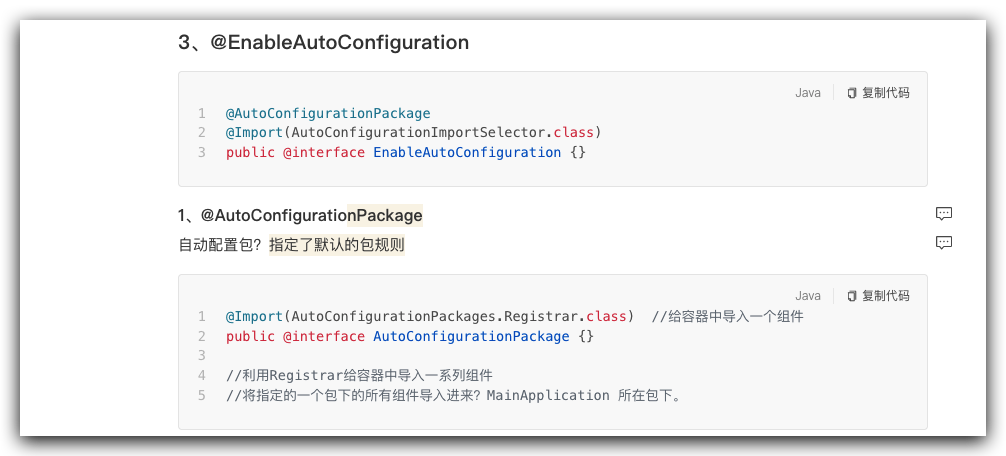 3、@EnableAutoConfiguration
Java 复制代码
1 @AutoConfigurationPackage
2 @Import(AutoConfigurationImportSelector.class)
3 public @interface EnableAutoConfiguration {}
1、@AutoConfigurationPackage
自动配置包？指定了默认的包规则
Java 复制代码
1 @Import(AutoConfigurationPackages.Registrar.class)  //给容器中导入一个组件
2 public @interface AutoConfigurationPackage {}
3
4 //利用Registrar给容器中导入一系列组件
5 //将指定的一个包下的所有组件导入进来？MainApplication 所在包下。